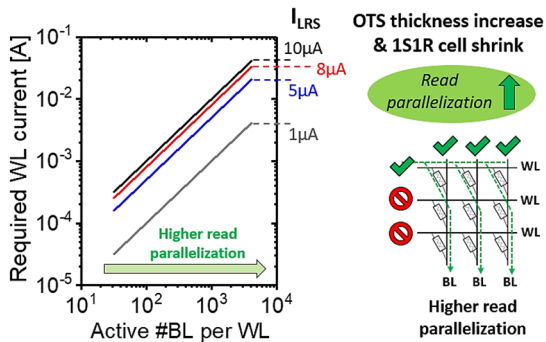 I_LRS
10μA
8μA
5μA
1μA
Required WL current [A]
10⁻¹
10⁻²
10⁻³
10⁻⁴
10⁻⁵
Higher read
parallelization
10¹ 10² 10³ 10⁴
Active #BL per WL
OTS thickness increase
& 1S1R cell shrink
Read
parallelization
WL
WL
WL
BL BL BL
Higher read
parallelization